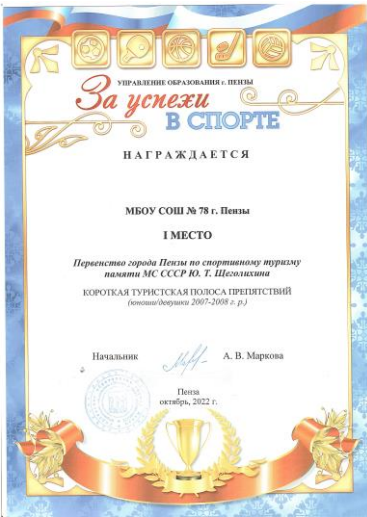 УПРАВЛЕНИЕ ОБРАЗОВАНИЯ г. ПЕНЗЫ
За успехи
В СПОРТЕ
НАГРАЖДАЕТСЯ
МБОУ СОШ № 78 г. Пензы
I МЕСТО
Первенство города Пензы по спортивному туризму
памяти МС СССР Ю. Т. Щеголихина
КОРОТКАЯ ТУРИСТСКАЯ ПОЛОСА ПРЕПЯТСТВИЙ
(юноши/девушки 2007-2008 г. р.)
Начальник А. В. Маркова
Пенза
октябрь, 2022 г.